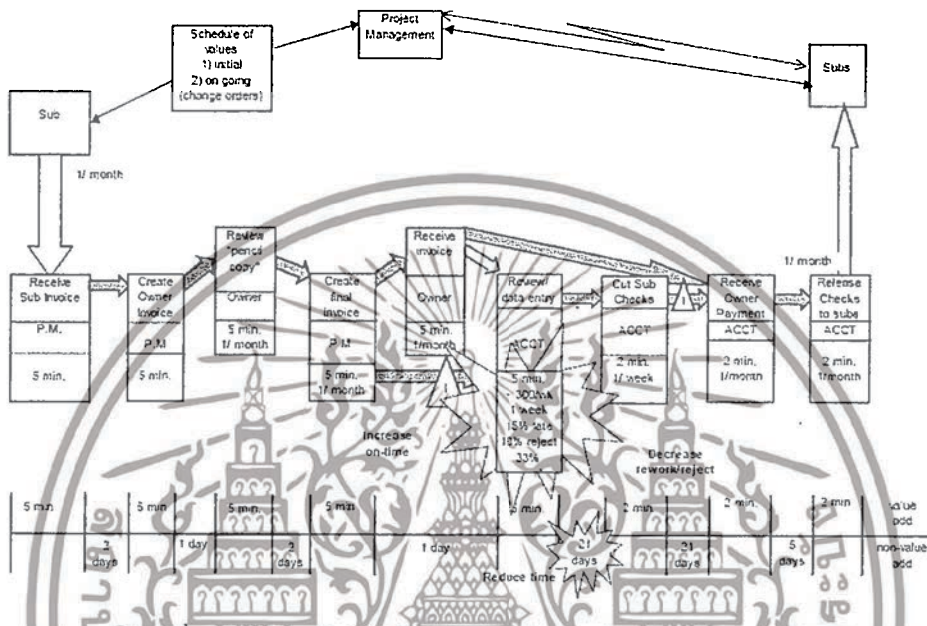 Project
Management
Schedule of
values
1) initial
2) on going
(change orders)
Subs
Sub
1/ month
1/ month
Receive
Sub Invoice
P.M.
5 min.
Create
Owner
Invoice
P.M
5 min.
Review
"pencil
copy"
Owner
5 min.
1/ month
Create
final
invoice
P.M
5 min.
1/ month
Receive
invoice
Owner
5 min.
1/month
Review/
data entry
ACCT
5 min.
1 week
15% late
33%
Cut Sub
Checks
ACCT
2 min.
1/ week
Receive
Owner
Payment
ACCT
2 min.
1/month
Release
Checks
to subs
ACCT
2 min.
1/month
Increase
on-time
Decrease
rework/reject
5 min
5 min
5 min
5 min
5 min
2 min
2 min.
2 min
value
add
3
days
1 day
3
days
1 day
21
days
21
days
5
days
non-value
add
Reduce time